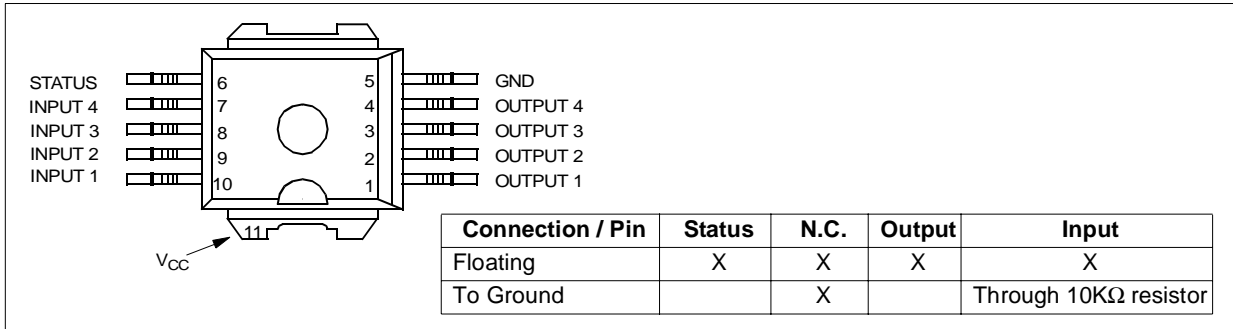 STATUS 6 5 GND
INPUT 4 7 4 OUTPUT 4
INPUT 3 8 3 OUTPUT 3
INPUT 2 9 2 OUTPUT 2
INPUT 1 10 1 OUTPUT 1
11
VCC
Connection / Pin Status N.C. Output Input
Floating X X X X
To Ground X Through 10KΩ resistor